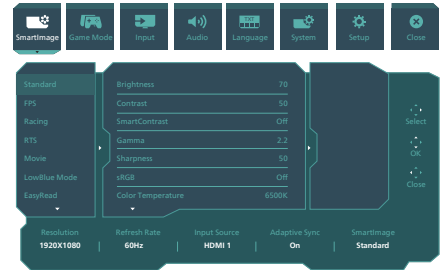 TXT
SmartImage Game Mode Input Audio Language System Setup Close
Standard Brightness 70
FPS Contrast 50
Racing SmartContrast Off
Select
RTS Gamma 2.2
OK
Movie Sharpness 50
LowBlue Mode sRGB Off
Close
EasyRead Color Temperature 6500K
Resolution Refresh Rate Input Source Adaptive Sync SmartImage
1920X1080 | 60Hz | HDMI 1 | On | Standard